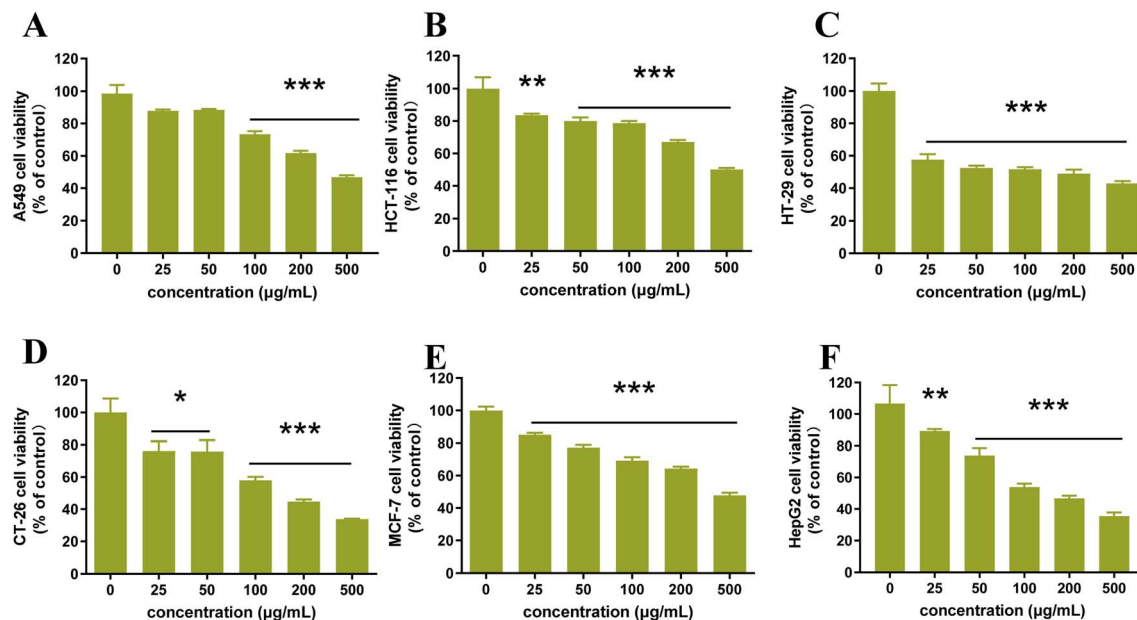 A
A549 cell viability
(% of control)
120
100
80
60
40
20
0
***
0 25 50 100 200 500
concentration (μg/mL)
B
HCT-116 cell viability
(% of control)
120
100
80
60
40
20
0
**
***
0 25 50 100 200 500
concentration (μg/mL)
C
HT-29 cell viability
(% of control)
120
100
80
60
40
20
0
***
0 25 50 100 200 500
concentration (μg/mL)
D
CT-26 cell viability
(% of control)
120
100
80
60
40
20
0
*
***
0 25 50 100 200 500
concentration (μg/mL)
E
MCF-7 cell viability
(% of control)
120
100
80
60
40
20
0
***
0 25 50 100 200 500
concentration (μg/mL)
F
HepG2 cell viability
(% of control)
120
100
80
60
40
20
0
**
***
0 25 50 100 200 500
concentration (μg/mL)